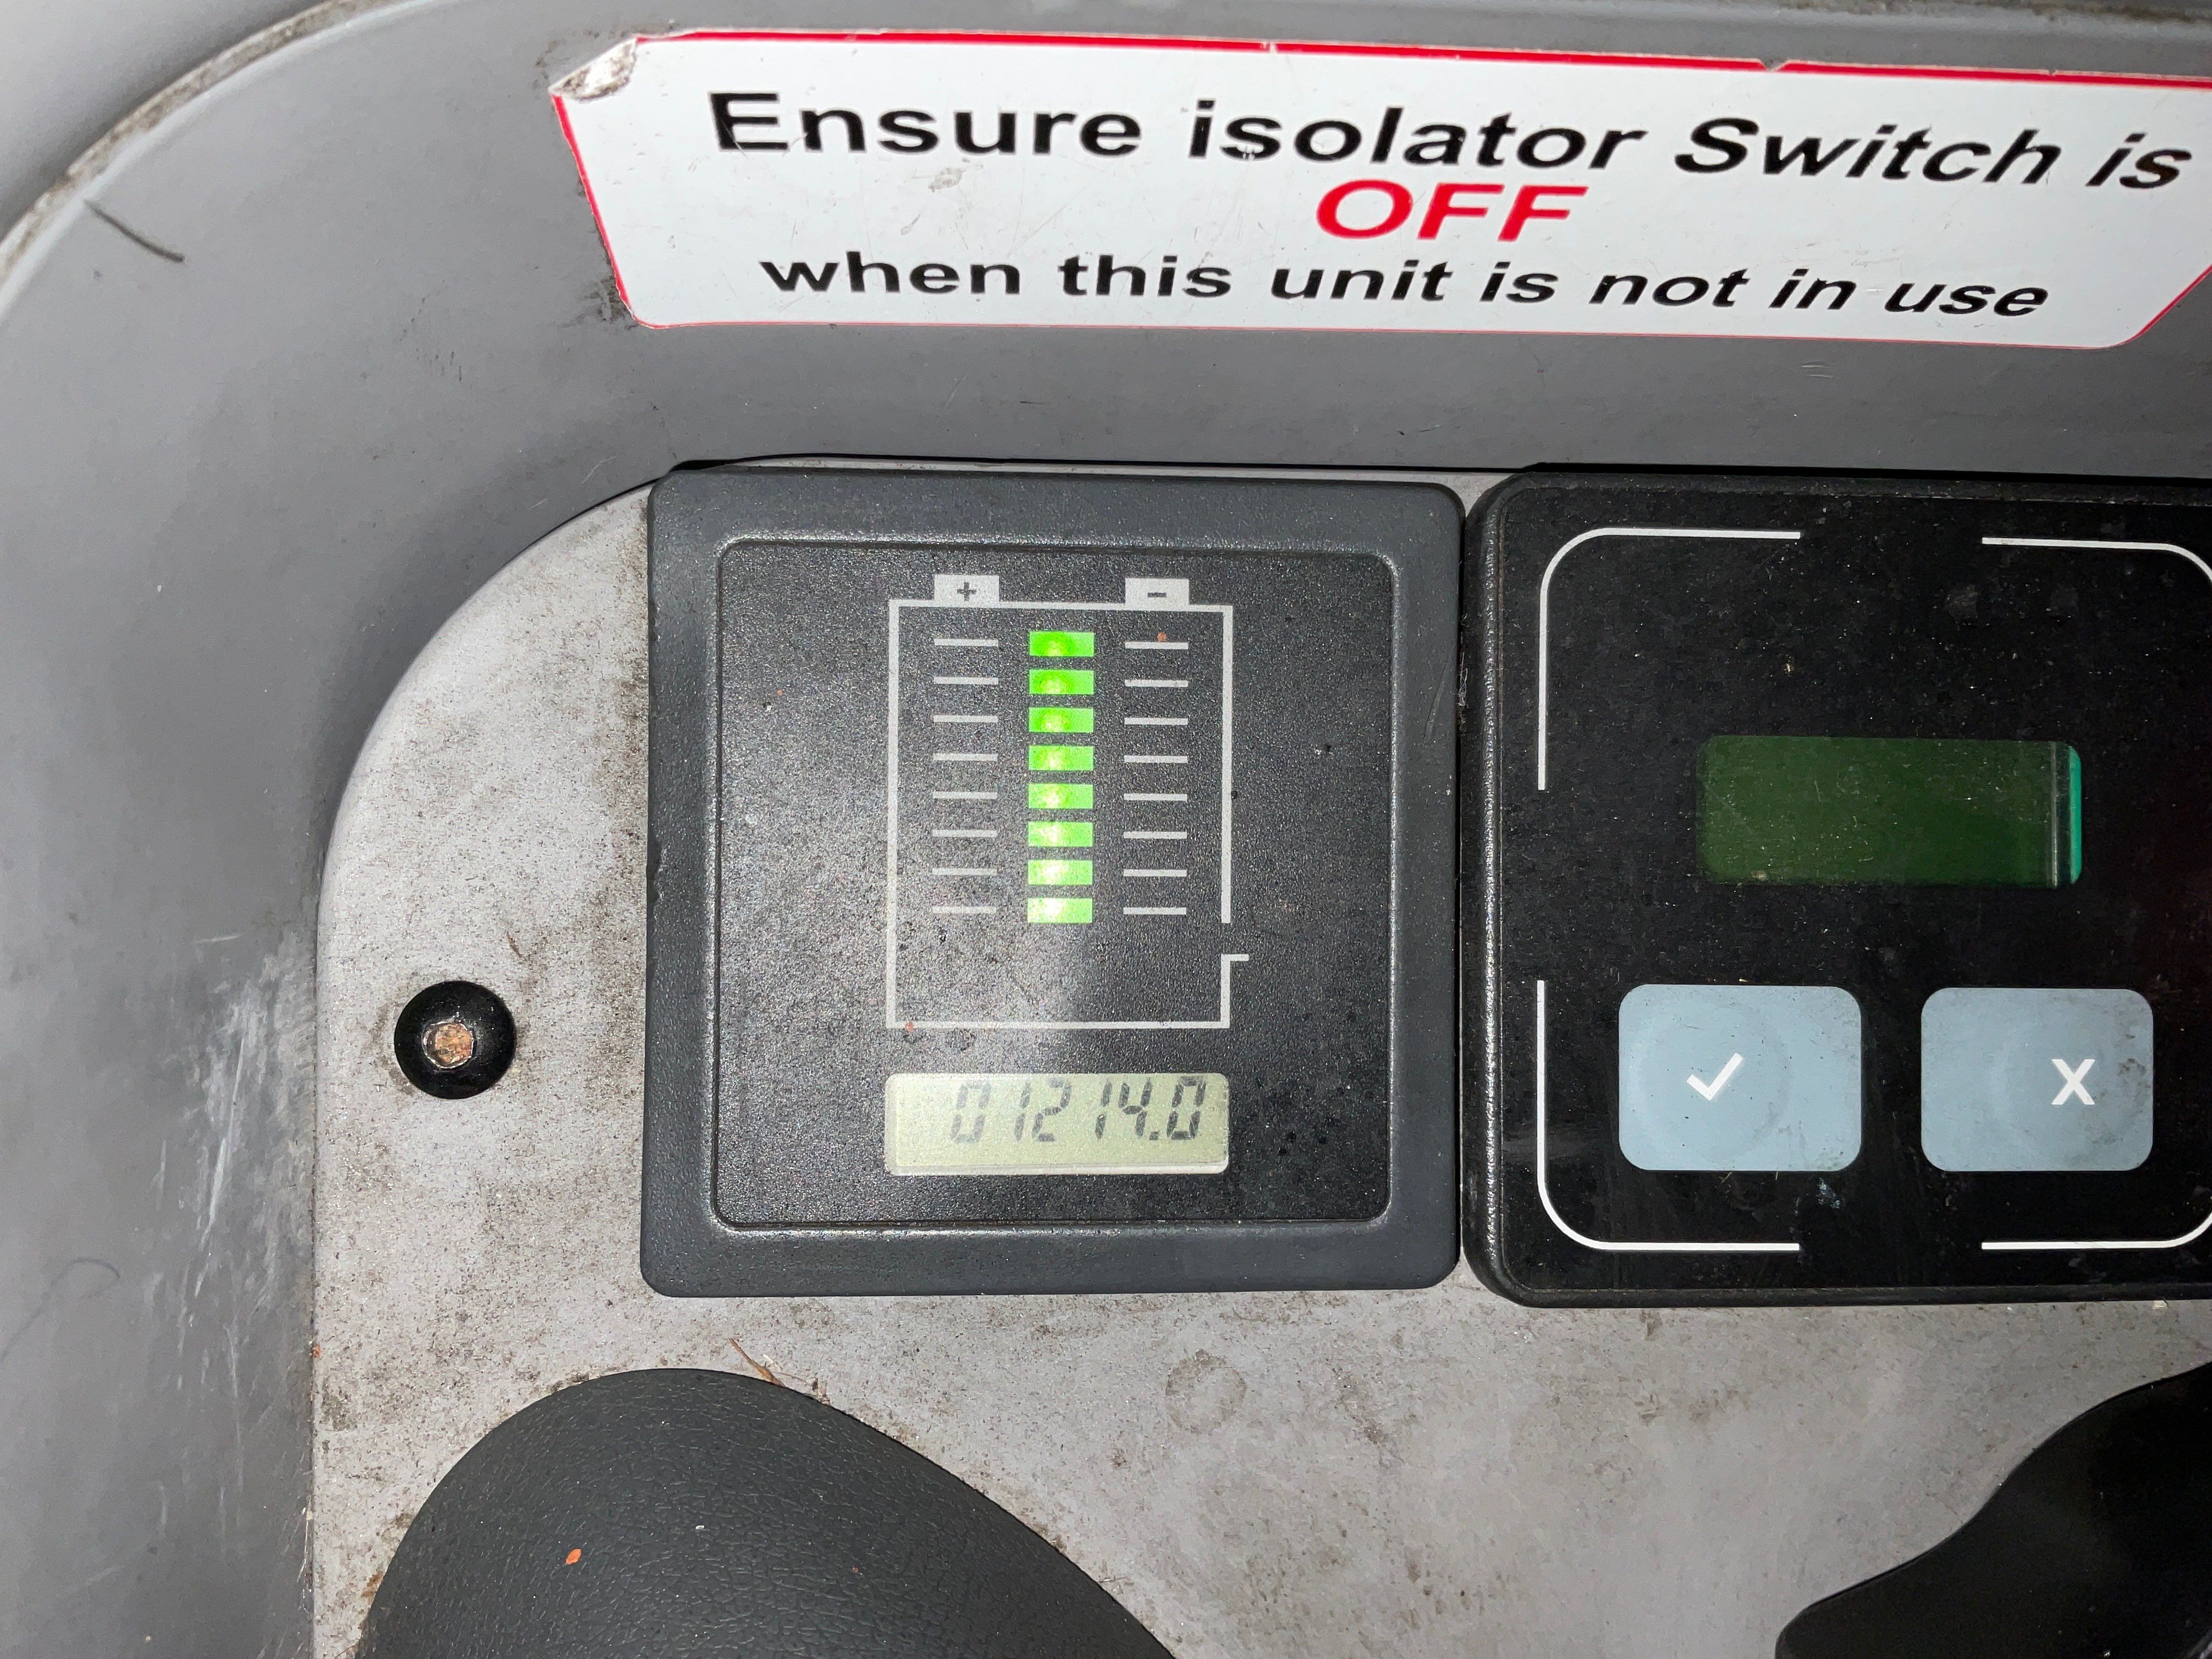 Ensure isolator Switch is
OFF
when this unit is not in use
+ -
01214.0
✓ X